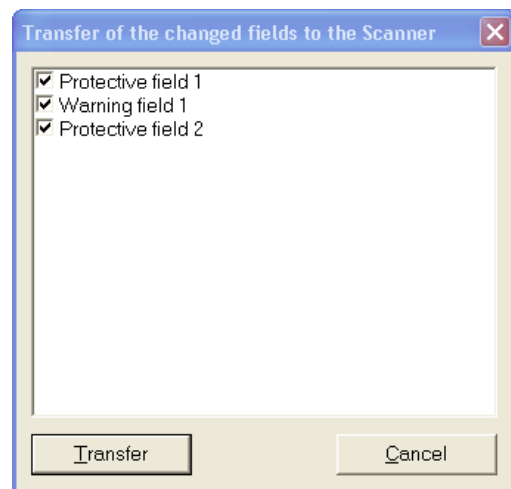 Transfer of the changed fields to the Scanner
Protective field 1
Warning field 1
Protective field 2
Transfer
Cancel